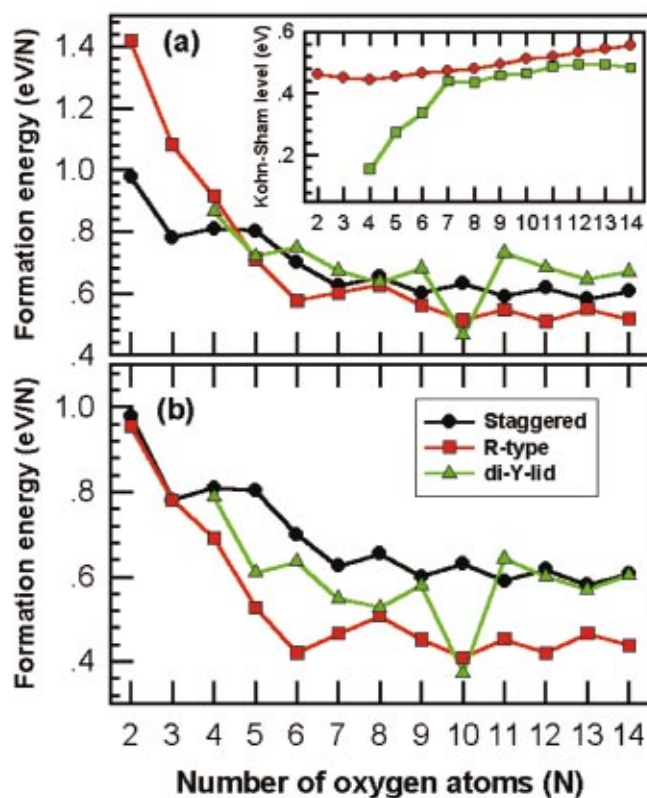 (a)
Formation energy (eV/N)
1.4
1.2
1.0
.8
.6
.4
Kohn-Sham level (eV)
.6
.4
.2
2 3 4 5 6 7 8 9 10 11 12 13 14
(b)
Formation energy (eV/N)
1.0
.8
.6
.4
Staggered
R-type
di-Y-lid
2 3 4 5 6 7 8 9 10 11 12 13 14
Number of oxygen atoms (N)